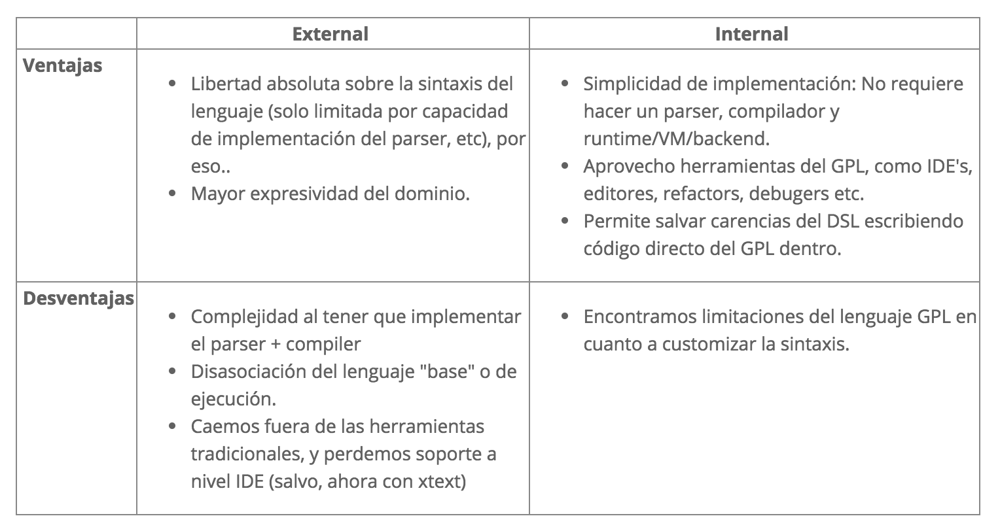 External
Internal
Ventajas
Libertad absoluta sobre la sintaxis del
lenguaje (solo limitada por capacidad
de implementación del parser, etc), por
eso..
Mayor expresividad del dominio.
Simplicidad de implementación: No requiere
hacer un parser, compilador y
runtime/VM/backend.
Aprovecho herramientas del GPL, como IDE's,
editores, refactors, debugers etc.
Permite salvar carencias del DSL escribiendo
código directo del GPL dentro.
Desventajas
Complejidad al tener que implementar
el parser + compiler
Disasociación del lenguaje "base" o de
ejecución.
Caemos fuera de las herramientas
tradicionales, y perdemos soporte a
nivel IDE (salvo, ahora con xtext)
Encontramos limitaciones del lenguaje GPL en
cuanto a customizar la sintaxis.